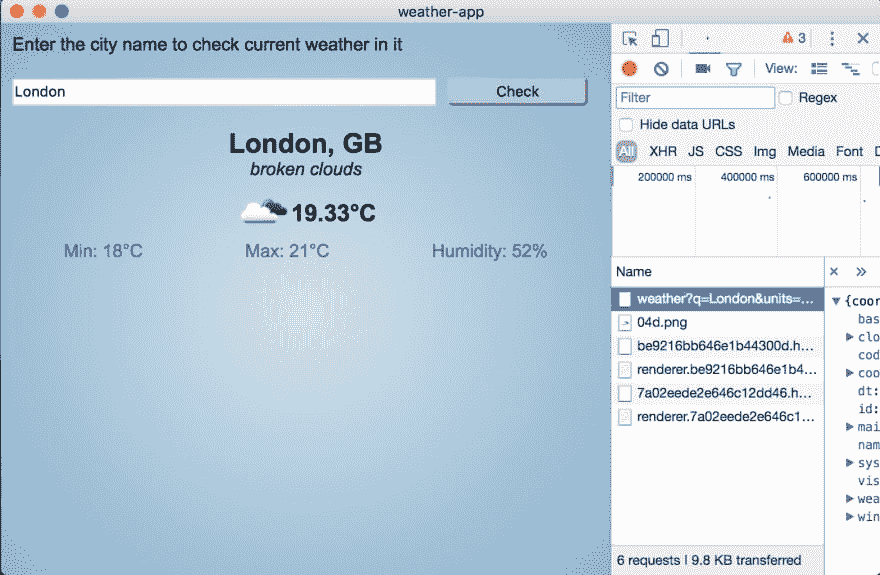 weather-app
Enter the city name to check current weather in it
London
Check
London, GB
broken clouds
19.33°C
Min: 18°C
Max: 21°C
Humidity: 52%
3
View:
Filter
Regex
Hide data URLs
All XHR JS CSS Img Media Font D
200000 ms 400000 ms 600000 ms
Name
weather?q=London&units=...
04d.png
be9216bb646e1b44300d.h...
renderer.be9216bb646e1b4...
7a02eede2e646c12dd46.h...
renderer.7a02eede2e646c1...
{coor
bas
clo
cod
coo
dt:
id:
mai
nam
sys
vis
wea
win
6 requests | 9.8 KB transferred